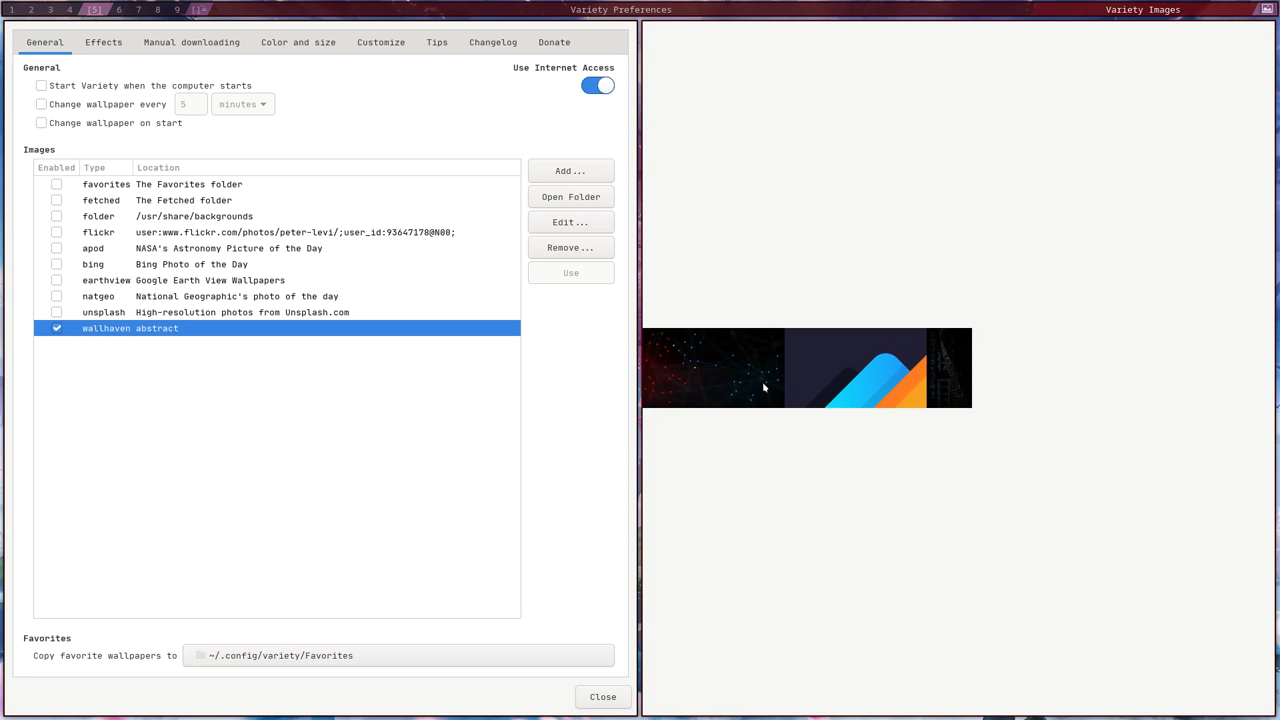 1 2 3 4 [5] 6 7 8 9 []= Variety Preferences Variety Images
General Effects Manual downloading Color and size Customize Tips Changelog Donate
General Use Internet Access
Start Variety when the computer starts
Change wallpaper every 5 minutes
Change wallpaper on start
Images
Enabled Type Location
favorites The Favorites folder
fetched The Fetched folder
folder /usr/share/backgrounds
flickr user:www.flickr.com/photos/peter-levi/;user_id:93647178@N00;
apod NASA's Astronomy Picture of the Day
bing Bing Photo of the Day
earthview Google Earth View Wallpapers
natgeo National Geographic's photo of the day
unsplash High-resolution photos from Unsplash.com
wallhaven abstract
Add...
Open Folder
Edit...
Remove...
Use
Favorites
Copy favorite wallpapers to ~/.config/variety/Favorites
Close